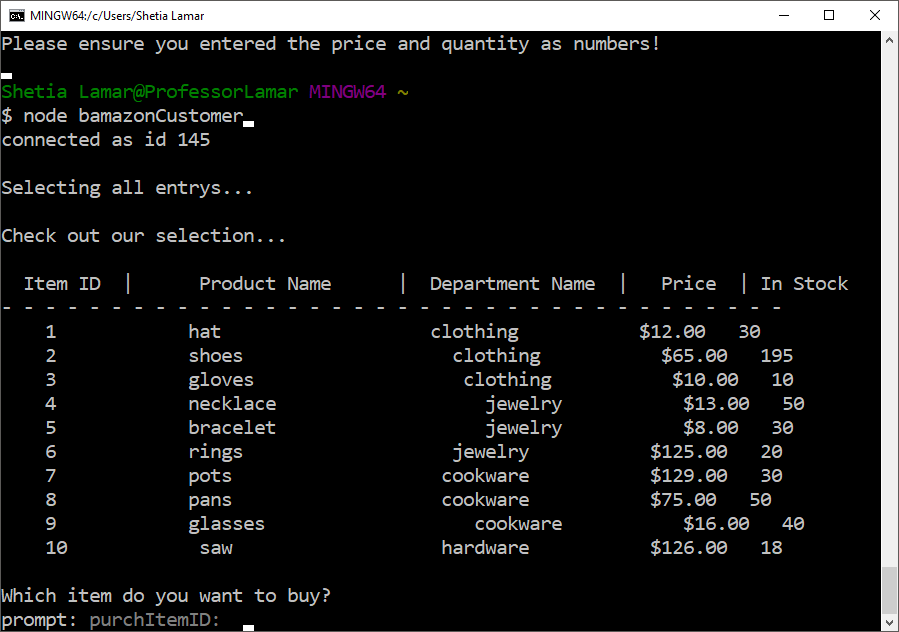 MINGW64:/c/Users/Shetia Lamar
Please ensure you entered the price and quantity as numbers!
Shetia Lamar@ProfessorLamar MINGW64 ~
$ node bamazonCustomer
connected as id 145
Selecting all entrys...
Check out our selection...
Item ID | Product Name | Department Name | Price | In Stock
- - - - - - - - - - - - - - - - - - - - - - - - - - - - - - - - - - - -
1 hat clothing $12.00 30
2 shoes clothing $65.00 195
3 gloves clothing $10.00 10
4 necklace jewelry $13.00 50
5 bracelet jewelry $8.00 30
6 rings jewelry $125.00 20
7 pots cookware $129.00 30
8 pans cookware $75.00 50
9 glasses cookware $16.00 40
10 saw hardware $126.00 18
Which item do you want to buy?
prompt: purchItemID: